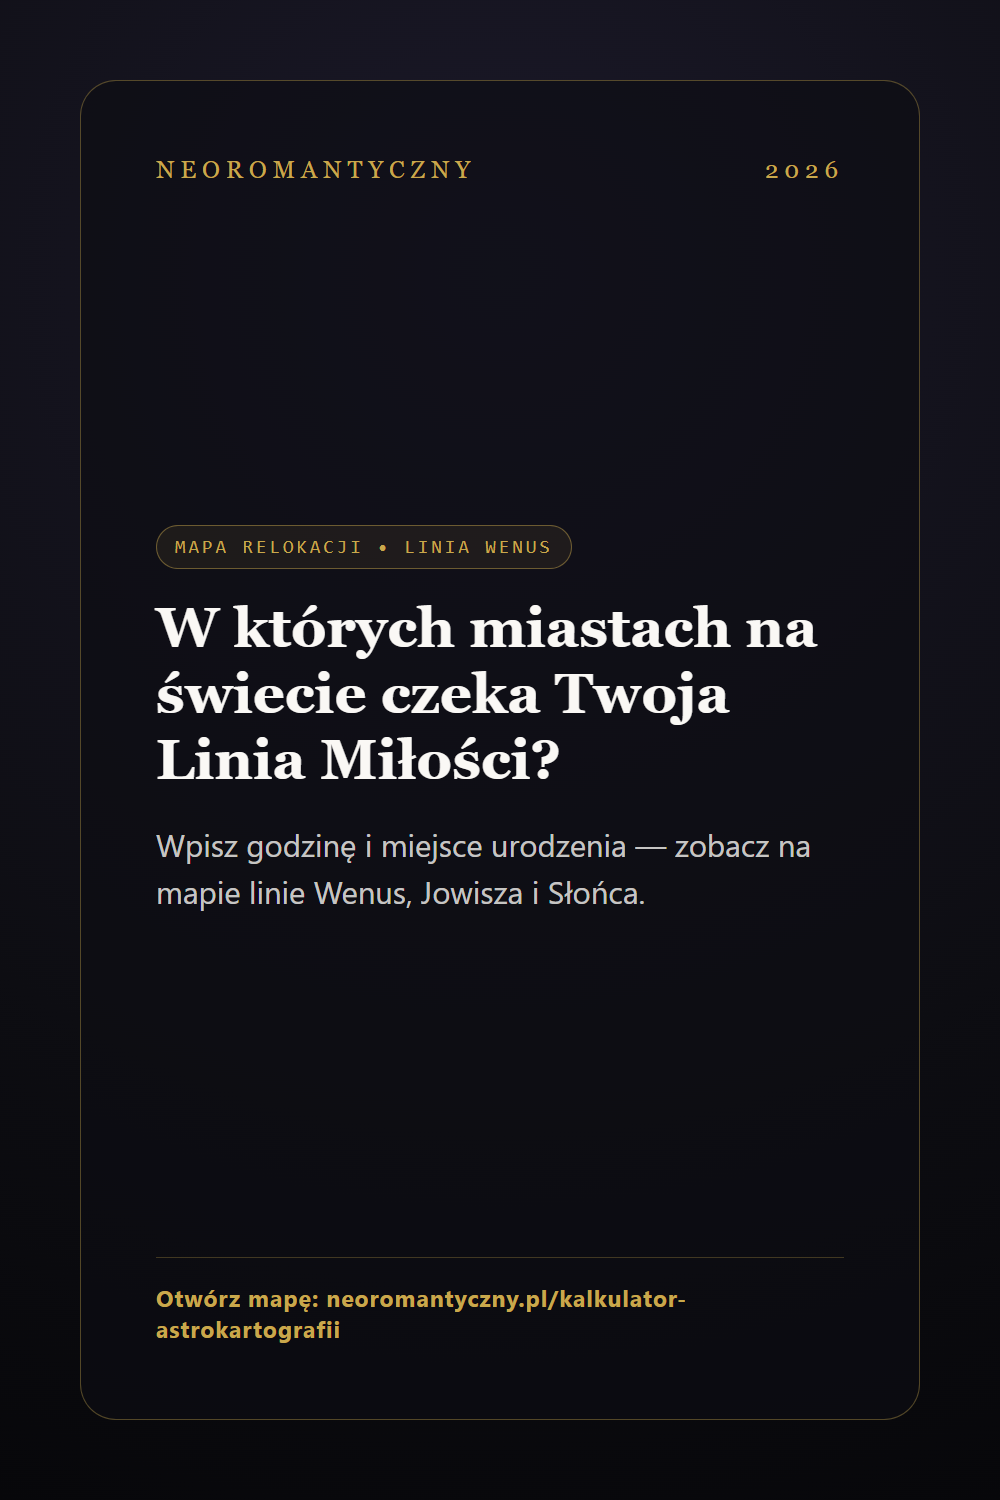 NEOROMANTYCZNY 2026
MAPA RELOKACJI • LINIA WENUS
W których miastach na
świecie czeka Twoja
Linia Miłości?
Wpisz godzinę i miejsce urodzenia — zobacz na
mapie linie Wenus, Jowisza i Słońca.
Otwórz mapę: neoromantyczny.pl/kalkulator-
astrokartografii